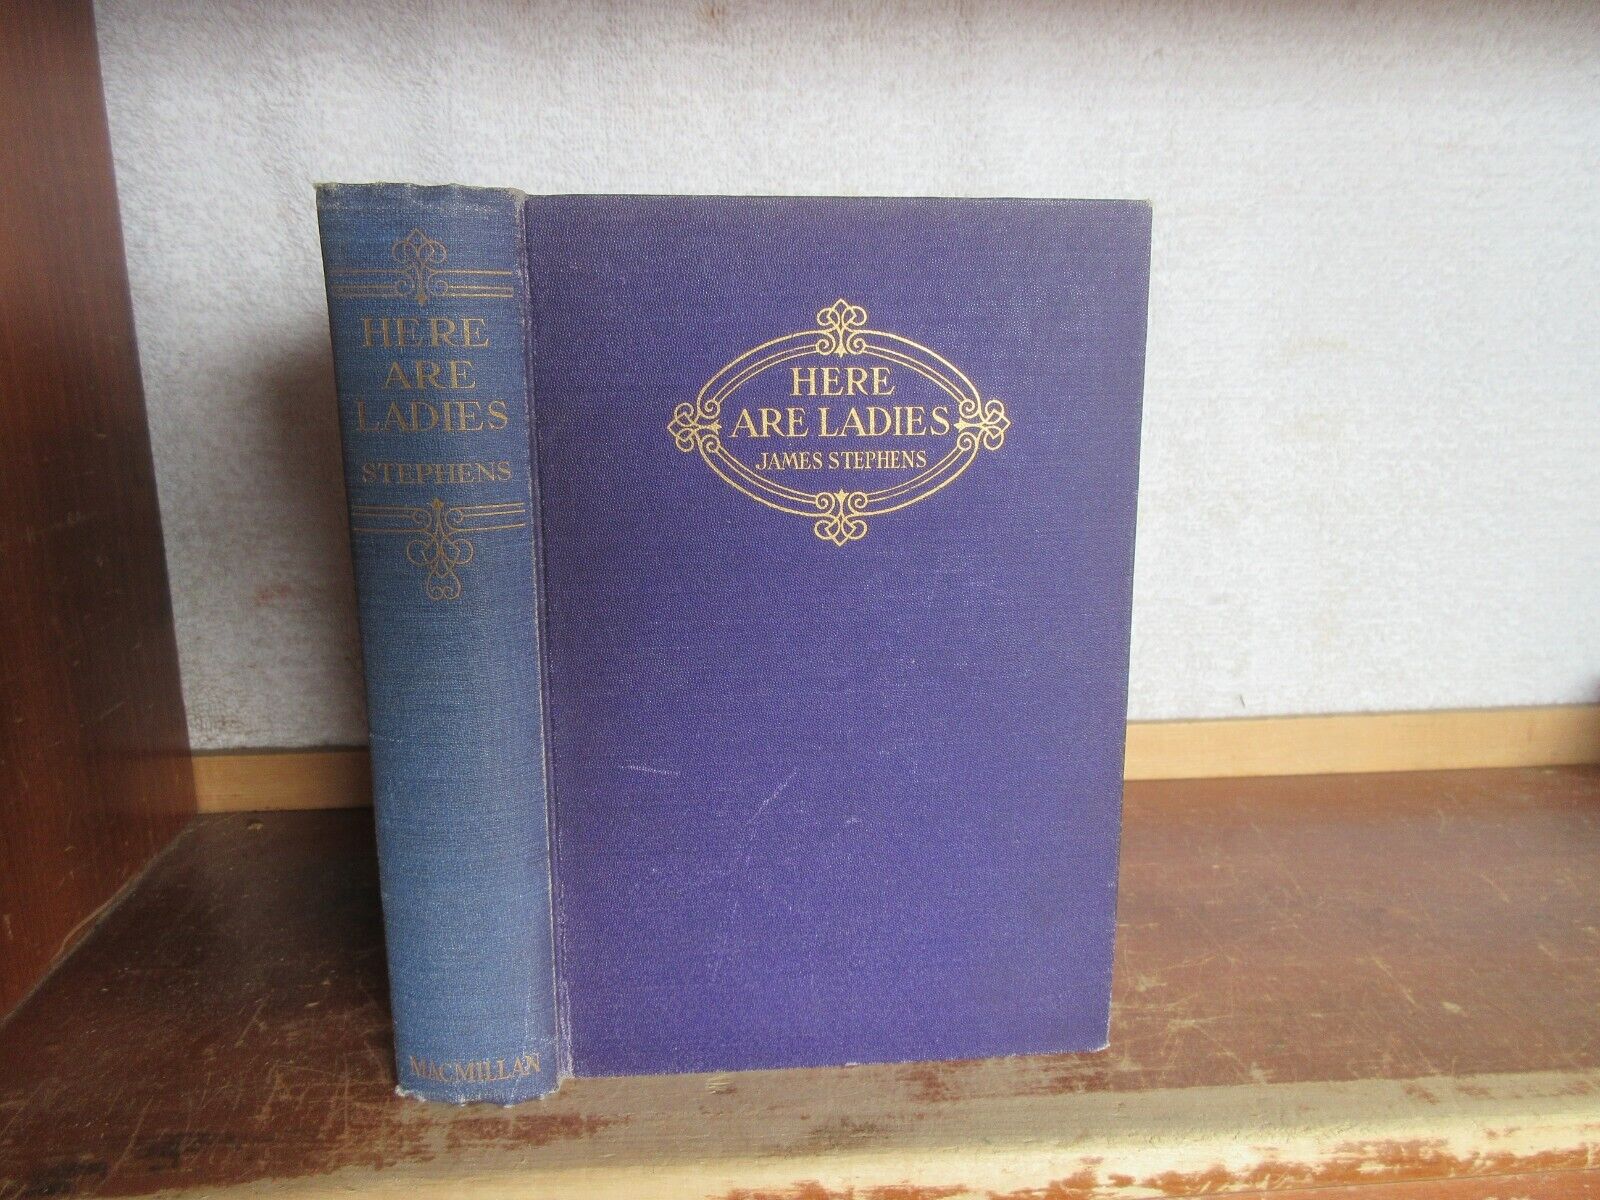 HERE
ARE
LADIES
STEPHENS
MACMILLAN
HERE
ARE LADIES
JAMES STEPHENS